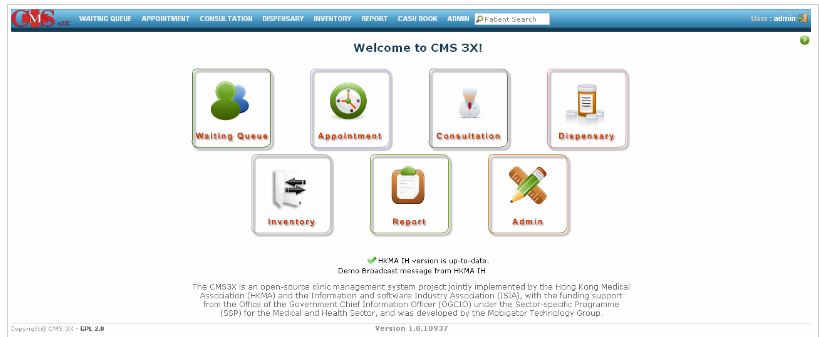 CMS v.3X WAITING QUEUE APPOINTMENT CONSULTATION DISPENSARY INVENTORY REPORT CASH BOOK ADMIN Patient Search User : admin
Welcome to CMS 3X!
Waiting Queue Appointment Consultation Dispensary
Inventory Report Admin
HKMA IH version is up-to-date.
Demo Broadcast message from HKMA IH
The CMS3X is an open-source clinic management system project jointly implemented by the Hong Kong Medical
Association (HKMA) and the Information and software Industry Association (ISIA), with the funding support
from the Office of the Government Chief Information Officer (OGCIO) under the Sector-specific Programme
(SSP) for the Medical and Health Sector, and was developed by the Mobigator Technology Group.
Copyright@ CMS 3X - GPL 2.0 Version 1.0.10937